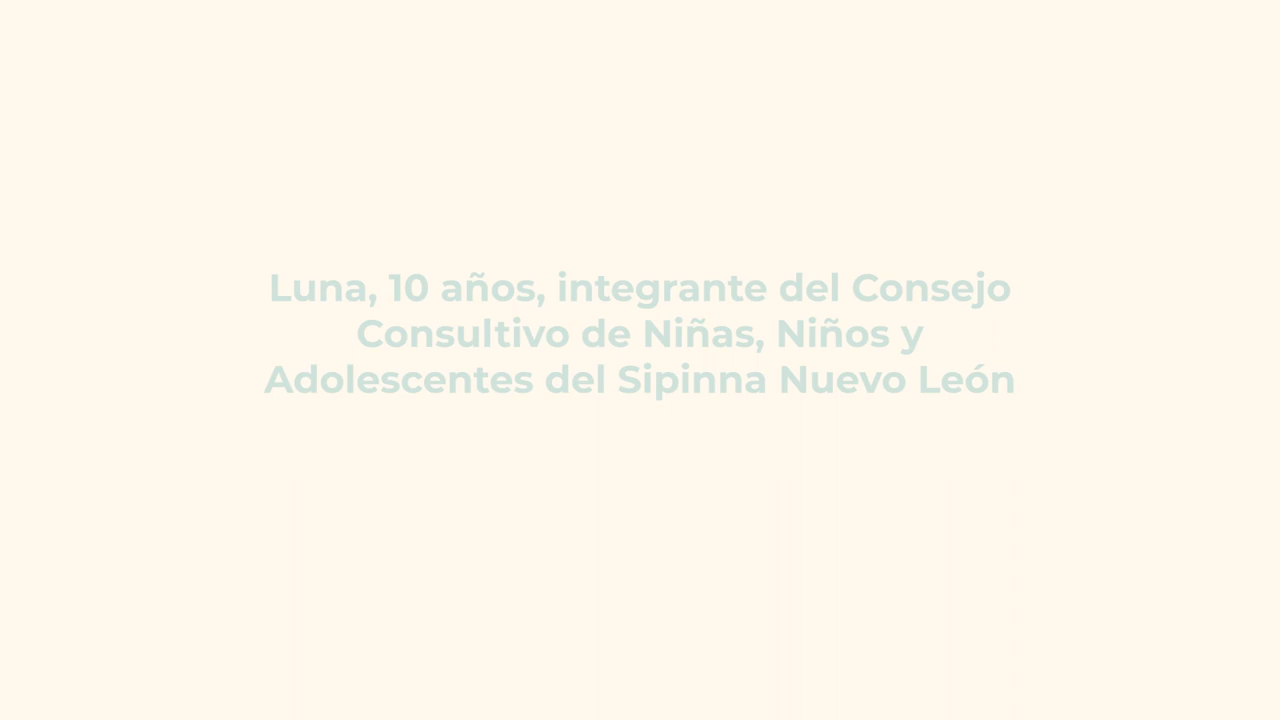 Luna, 10 años, integrante del Consejo
Consultivo de Niñas, Niños y
Adolescentes del Sipinna Nuevo León